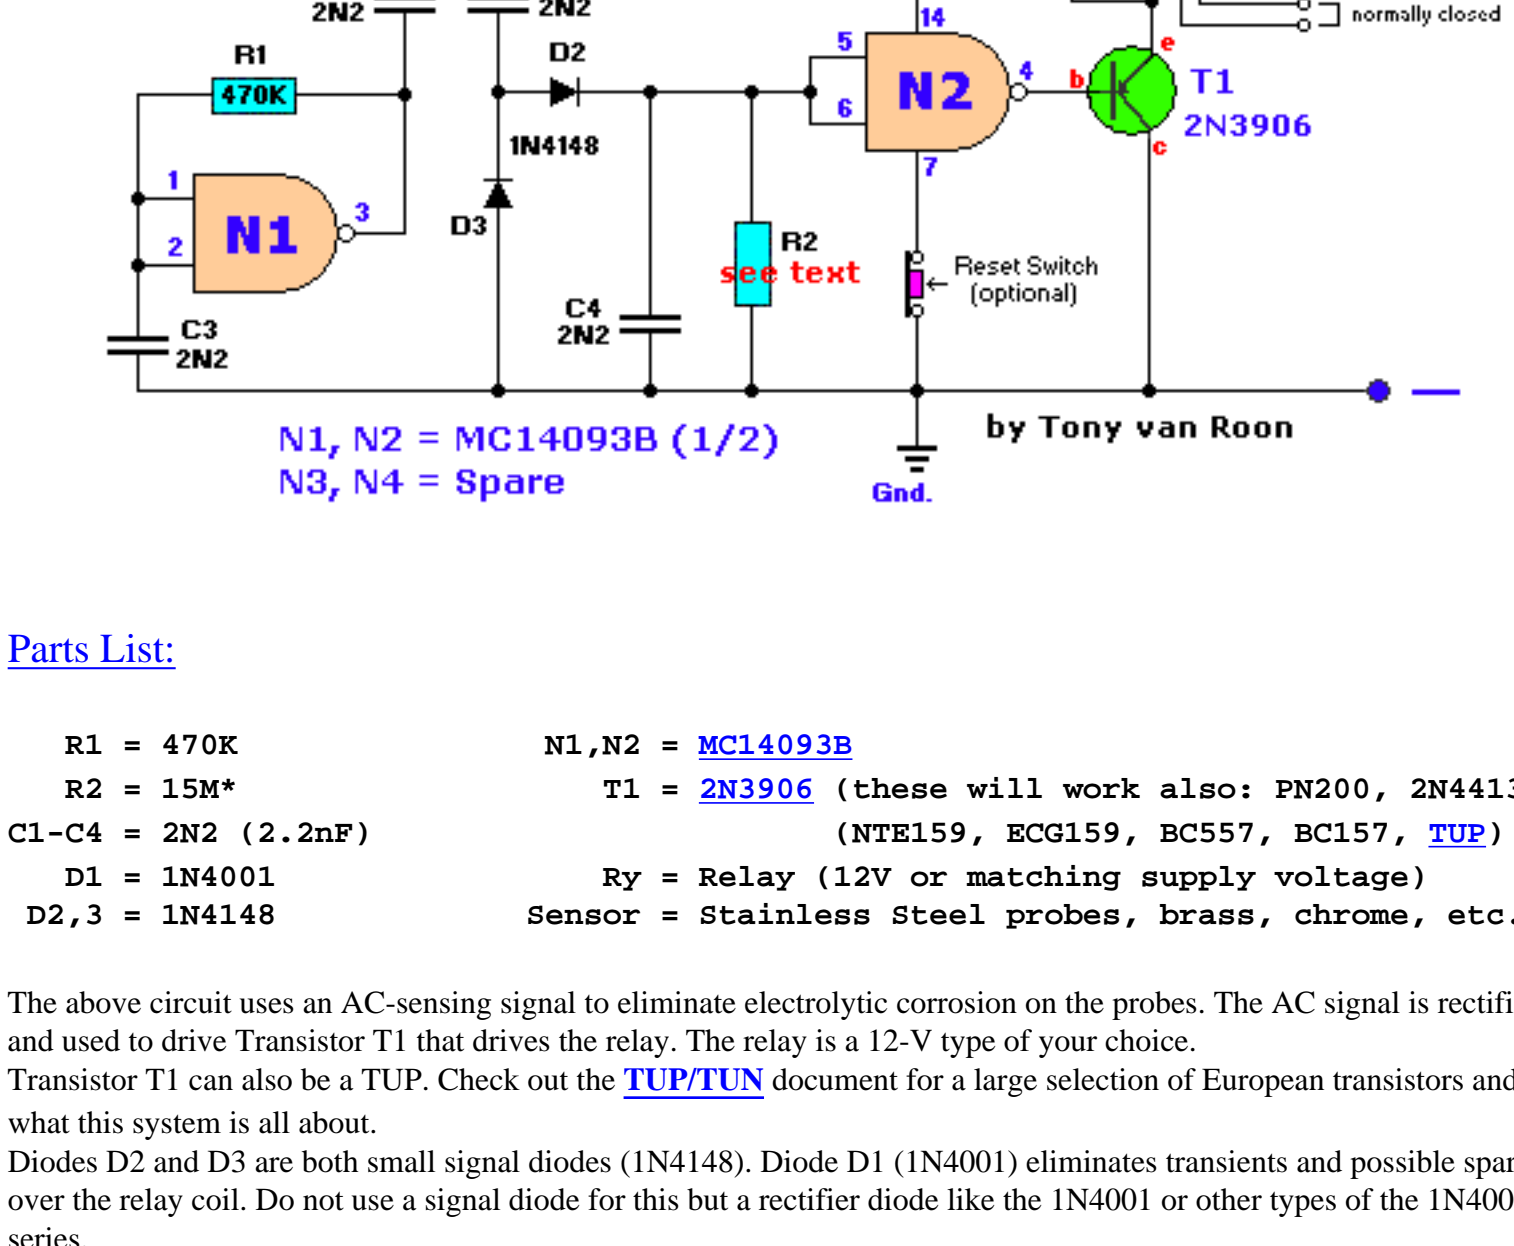 2N2
2N2
14
normally closed
R1
D2
5
e
470K
N2
4
b
T1
6
2N3906
1N4148
c
7
1
N1
3
D3
2
R2
see text
Reset Switch
(optional)
C4
2N2
C3
2N2
by Tony van Roon
N1, N2 = MC14093B (1/2)
N3, N4 = Spare
Gnd.
Parts List:
R1 = 470K N1,N2 = MC14093B
R2 = 15M* T1 = 2N3906 (these will work also: PN200, 2N4413
C1-C4 = 2N2 (2.2nF) (NTE159, ECG159, BC557, BC157, TUP)
D1 = 1N4001 Ry = Relay (12V or matching supply voltage)
D2,3 = 1N4148 Sensor = Stainless Steel probes, brass, chrome, etc.
The above circuit uses an AC-sensing signal to eliminate electrolytic corrosion on the probes. The AC signal is rectifi
and used to drive Transistor T1 that drives the relay. The relay is a 12-V type of your choice.
Transistor T1 can also be a TUP. Check out the TUP/TUN document for a large selection of European transistors and
what this system is all about.
Diodes D2 and D3 are both small signal diodes (1N4148). Diode D1 (1N4001) eliminates transients and possible spar
over the relay coil. Do not use a signal diode for this but a rectifier diode like the 1N4001 or other types of the 1N400
series.